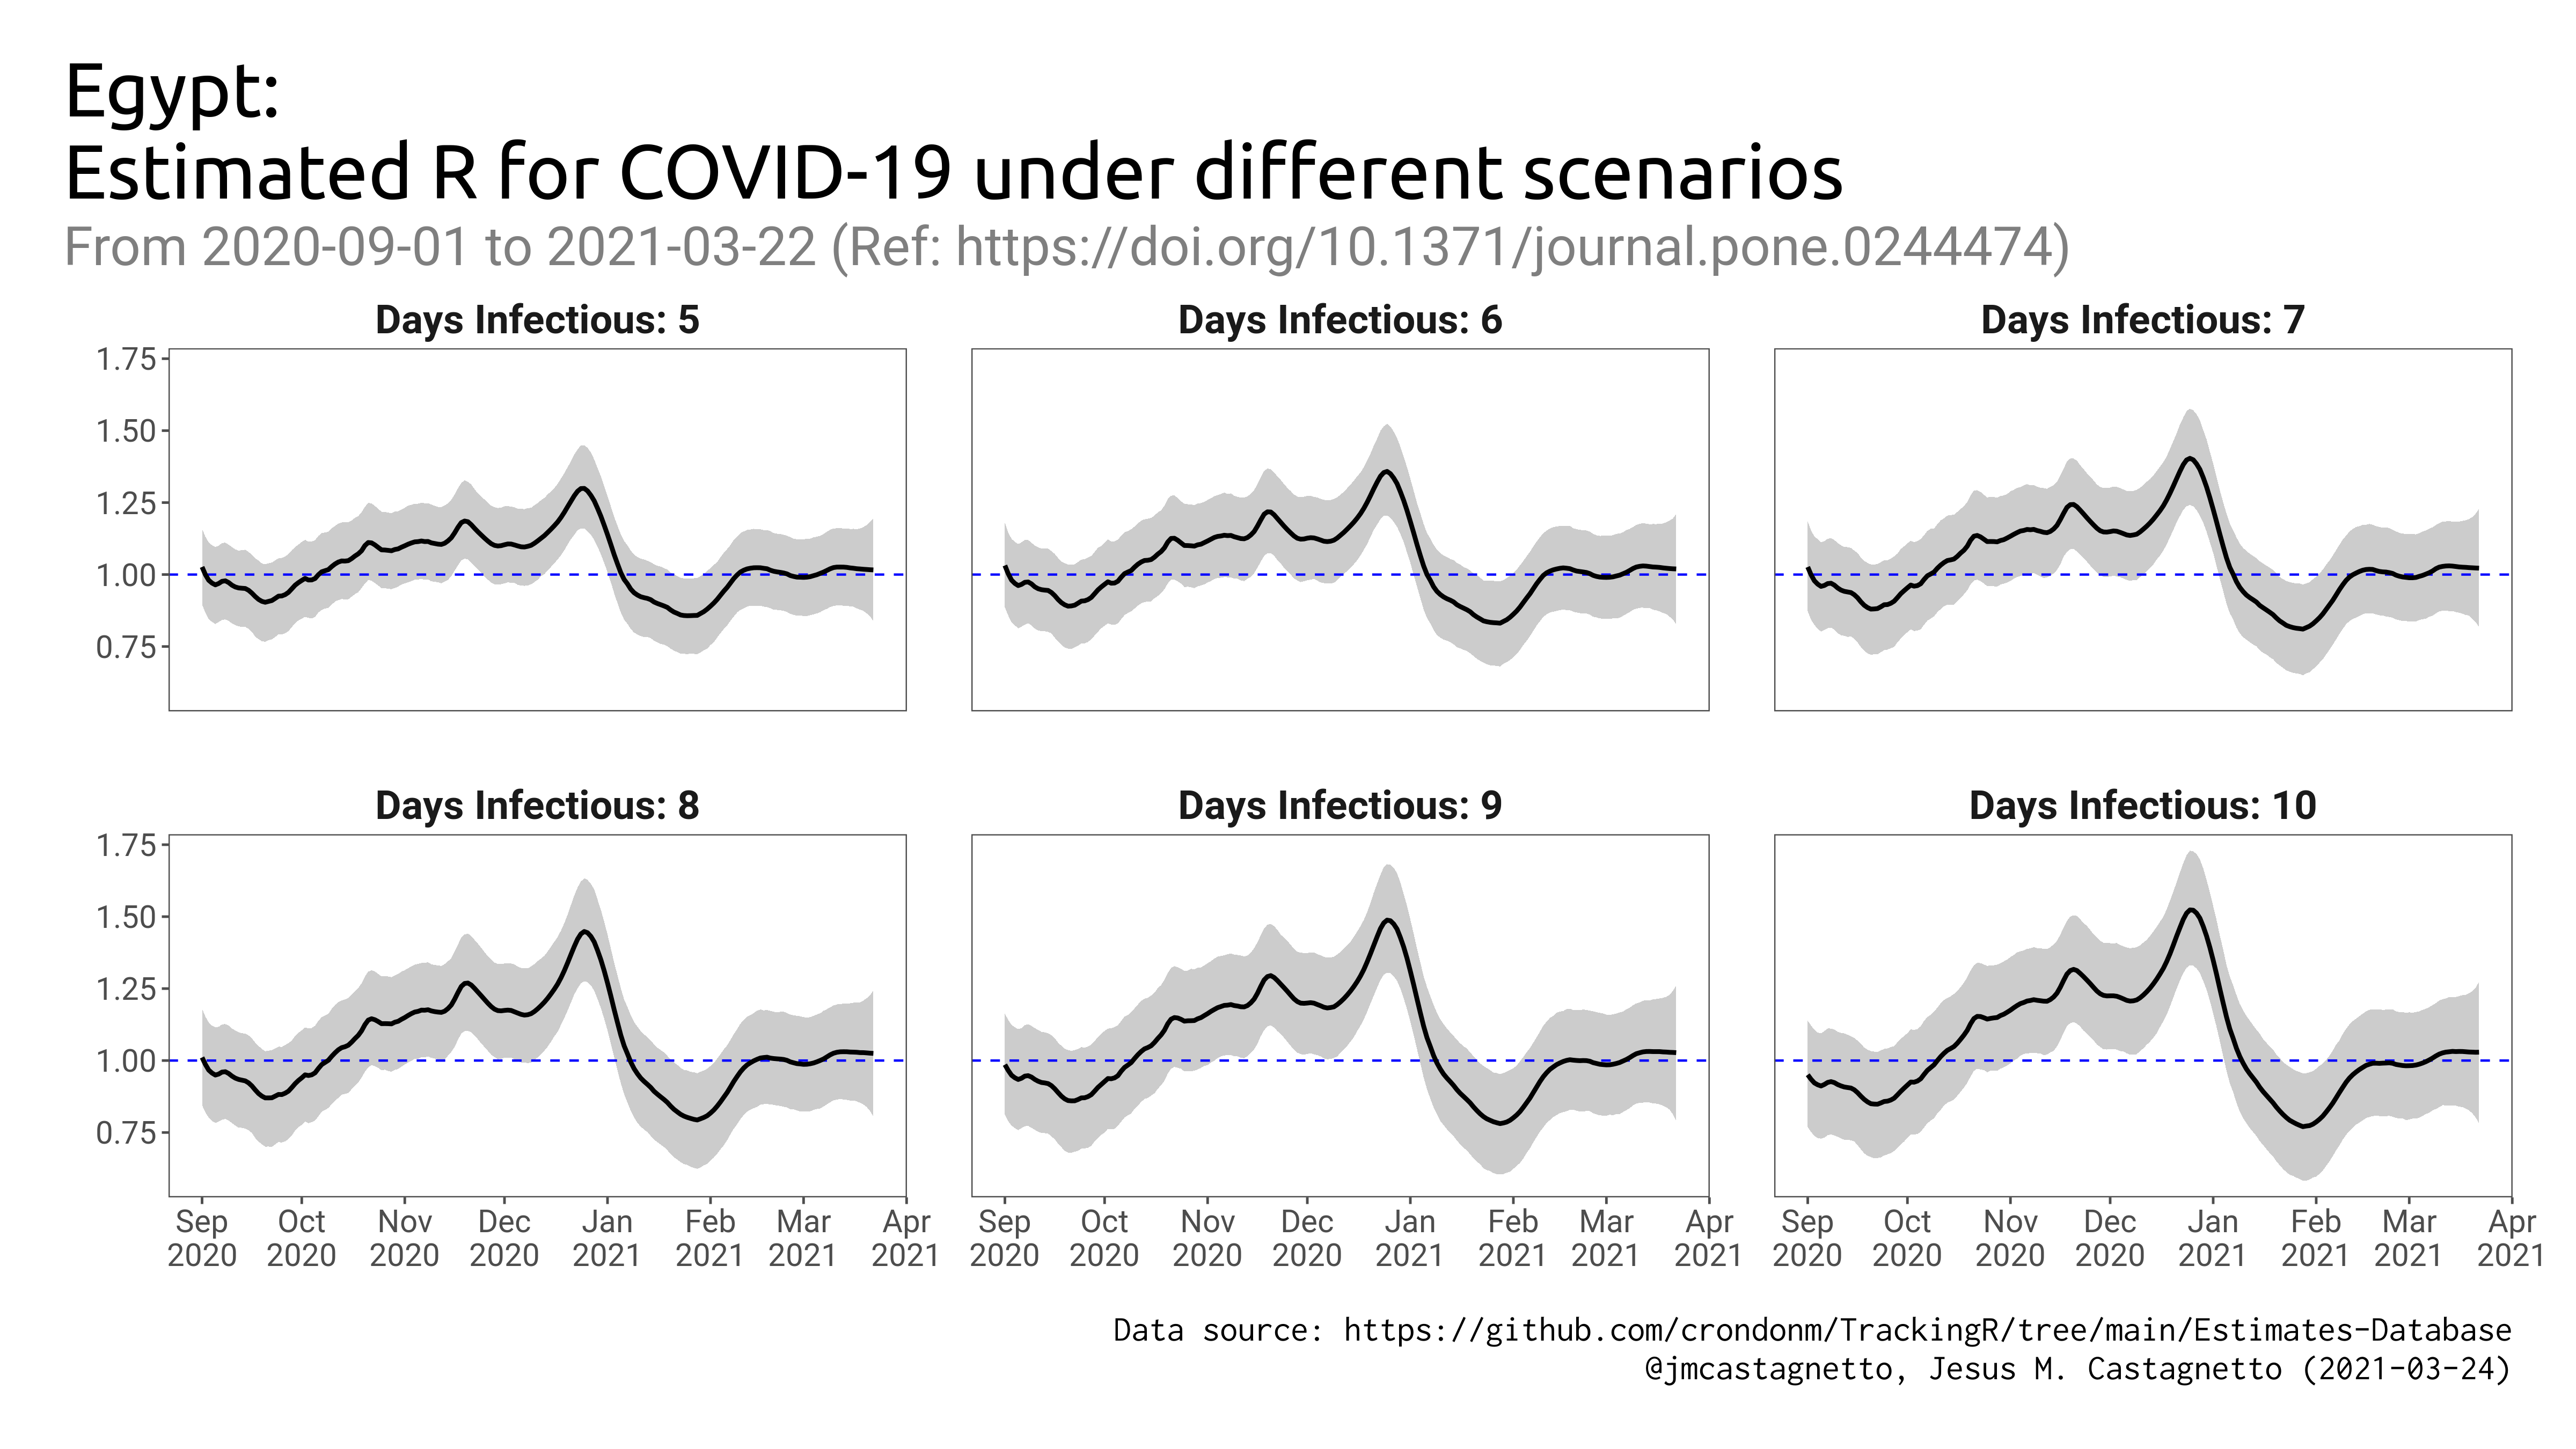 Egypt:
Estimated R for COVID-19 under different scenarios
From 2020-09-01 to 2021-03-22 (Ref: https://doi.org/10.1371/journal.pone.0244474)
Days Infectious: 5
Days Infectious: 6
Days Infectious: 7
1.75
1.50
1.25
1.00
0.75
Days Infectious: 8
Days Infectious: 9
Days Infectious: 10
1.75
1.50
1.25
1.00
0.75
Sep Oct Nov Dec Jan Feb Mar Apr
2020 2020 2020 2020 2021 2021 2021 2021
Sep Oct Nov Dec Jan Feb Mar Apr
2020 2020 2020 2020 2021 2021 2021 2021
Sep Oct Nov Dec Jan Feb Mar Apr
2020 2020 2020 2020 2021 2021 2021 2021
Data source: https://github.com/crondonm/TrackingR/tree/main/Estimates-Database
@jmcastagnetto, Jesus M. Castagnetto (2021-03-24)